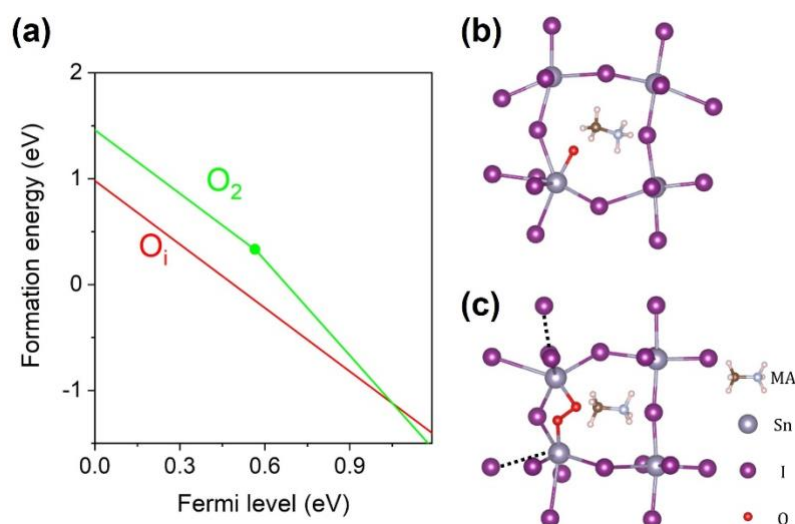 (a)
2
1
0
-1
Formation energy (eV)
O₂
Oᵢ
0.0 0.3 0.6 0.9
Fermi level (eV)
(b)
(c)
MA
Sn
I
O